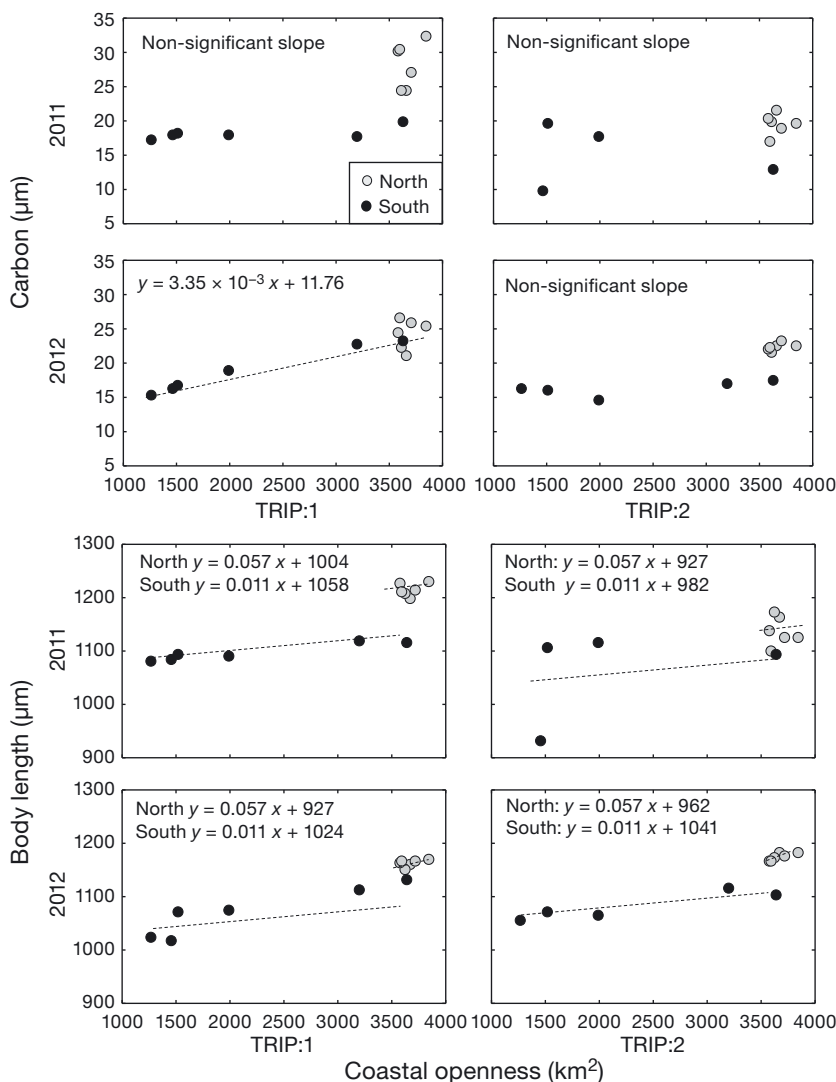 35
30
25
20
15
10
5
Non-significant slope
North
South
2011
Carbon (µm)
35
30
25
20
15
10
5
y = 3.35 × 10⁻³ x + 11.76
Non-significant slope
2012
1000 1500 2000 2500 3000 3500 4000
1000 1500 2000 2500 3000 3500 4000
TRIP:1
TRIP:2
1300
1200
1100
1000
900
North y = 0.057 x + 1004
South y = 0.011 x + 1058
North: y = 0.057 x + 927
South y = 0.011 x + 982
2011
Body length (µm)
1300
1200
1100
1000
900
North y = 0.057 x + 927
South y = 0.011 x + 1024
North: y = 0.057 x + 962
South: y = 0.011 x + 1041
2012
1000 1500 2000 2500 3000 3500 4000
1000 1500 2000 2500 3000 3500 4000
TRIP:1
TRIP:2
Coastal openness (km²)